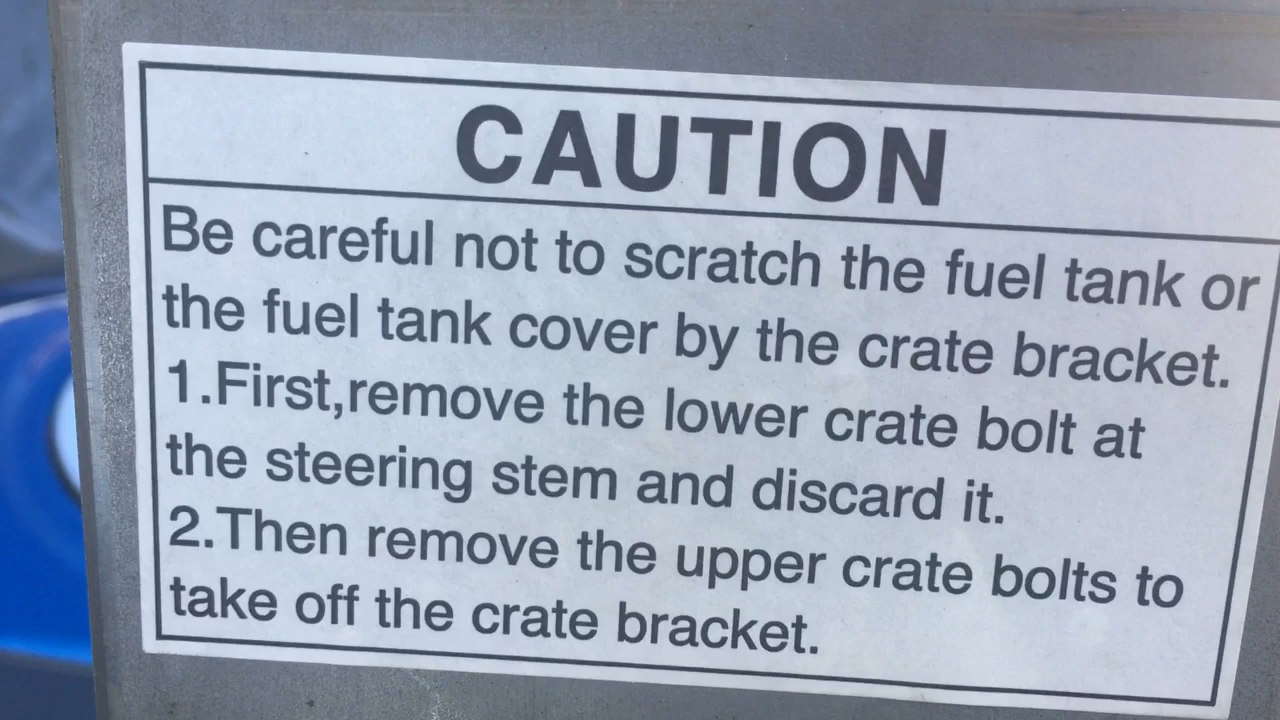 CAUTION
Be careful not to scratch the fuel tank or
the fuel tank cover by the crate bracket.
1.First,remove the lower crate bolt at
the steering stem and discard it.
2.Then remove the upper crate bolts to
take off the crate bracket.